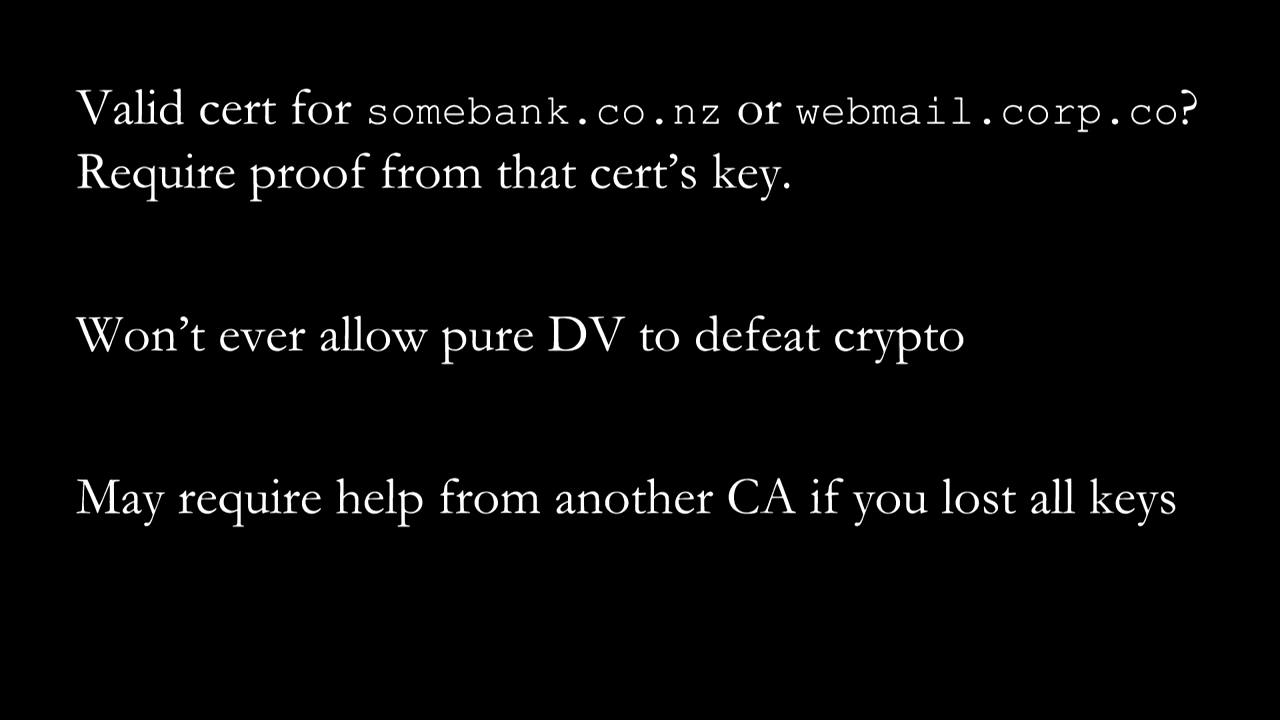 Valid cert for somebank.co.nz or webmail.corp.co?
Require proof from that cert’s key.
Won’t ever allow pure DV to defeat crypto
May require help from another CA if you lost all keys